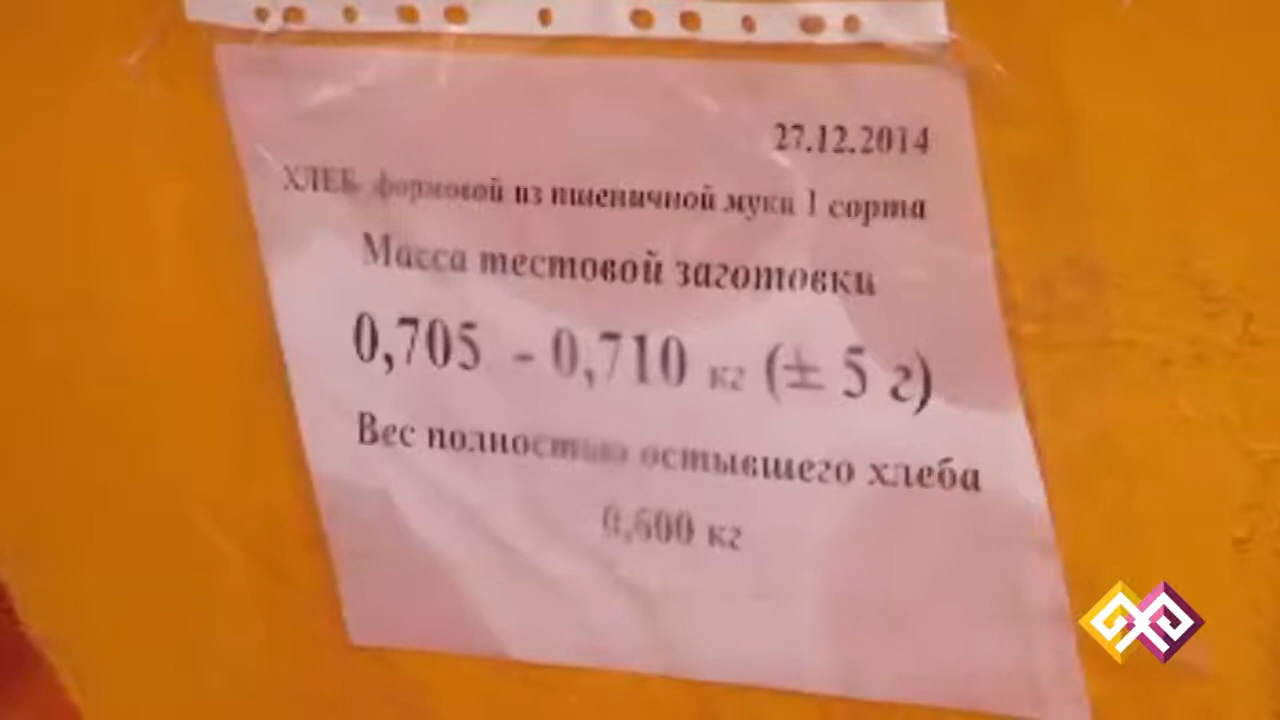 27.12.2014
ХЛЕБ формовой из пшеничной муки 1 сорта
Масса тестовой заготовки
0,705 - 0,710 кг (± 5 г)
Вес полностью остывшего хлеба
0,600 кг